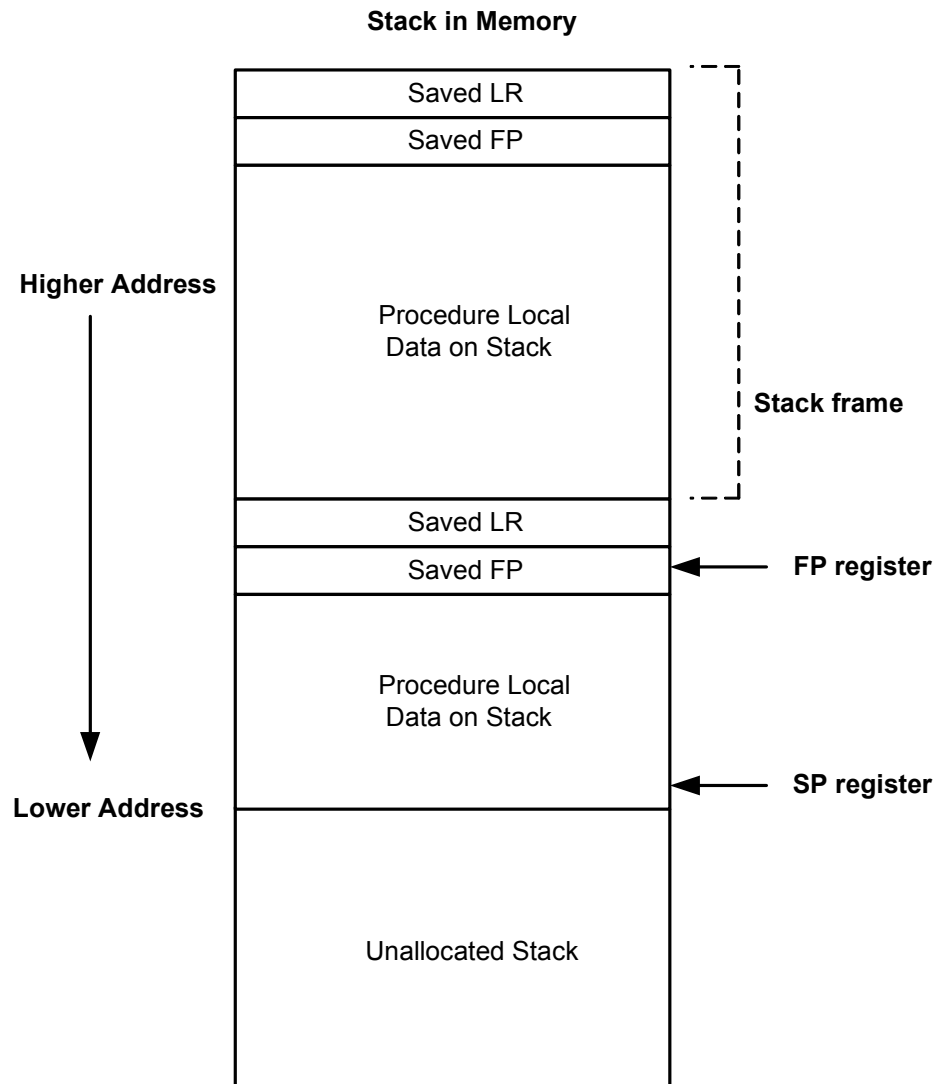 Stack in Memory
Saved LR
Saved FP
Higher Address
Procedure Local
Data on Stack
Stack frame
Saved LR
Saved FP
FP register
Procedure Local
Data on Stack
SP register
Lower Address
Unallocated Stack